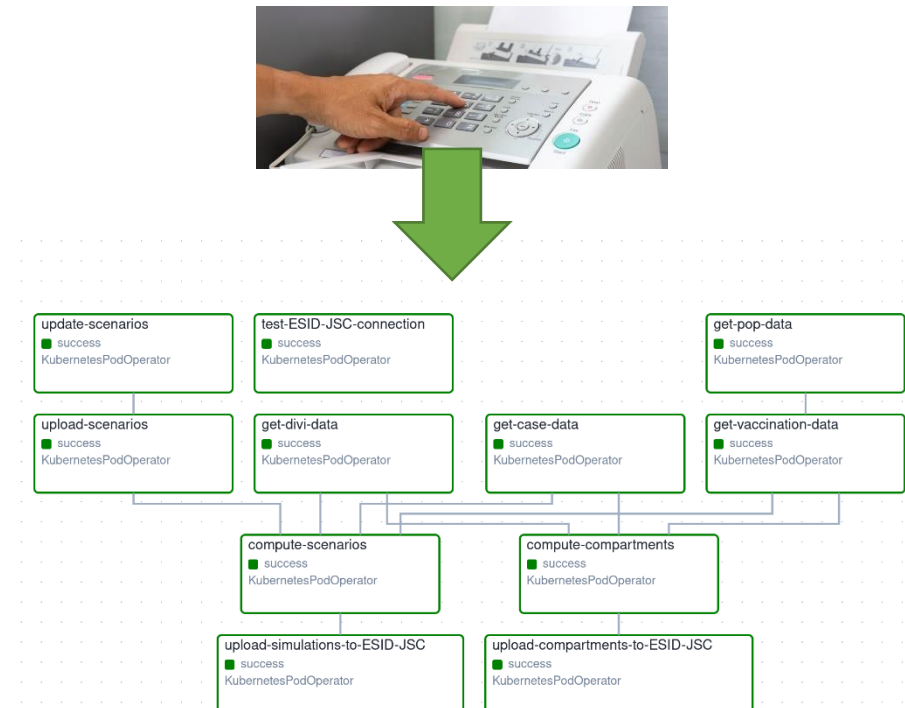 update-scenarios
success
KubernetesPodOperator
test-ESID-JSC-connection
success
KubernetesPodOperator
get-pop-data
success
KubernetesPodOperator
upload-scenarios
success
KubernetesPodOperator
get-divi-data
success
KubernetesPodOperator
get-case-data
success
KubernetesPodOperator
get-vaccination-data
success
KubernetesPodOperator
compute-scenarios
success
KubernetesPodOperator
compute-compartments
success
KubernetesPodOperator
upload-simulations-to-ESID-JSC
success
KubernetesPodOperator
upload-compartments-to-ESID-JSC
success
KubernetesPodOperator